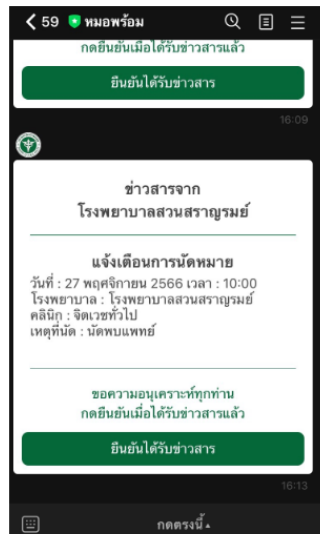 59 หมอพร้อม
กดยืนยันเมื่อได้รับข่าวสารแล้ว
ยืนยันได้รับข่าวสาร
16:09
ข่าวสารจาก
โรงพยาบาลสวนสราญรมย์
แจ้งเตือนการนัดหมาย
วันที่ : 27 พฤศจิกายน 2566 เวลา : 10:00
โรงพยาบาล : โรงพยาบาลสวนสราญรมย์
คลินิก : จิตเวชทั่วไป
เหตุที่นัด : นัดพบแพทย์
ขอความอนุเคราะห์ทุกท่าน
กดยืนยันเมื่อได้รับข่าวสารแล้ว
ยืนยันได้รับข่าวสาร
16:13
กดตรงนี้